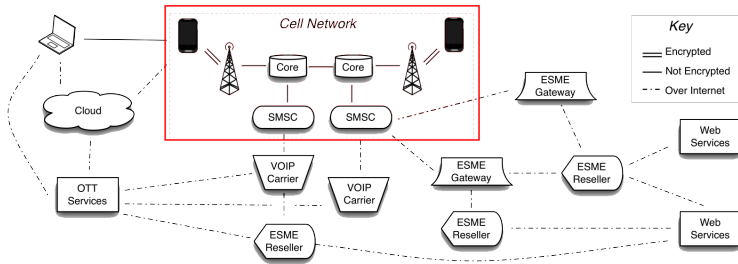 Cell Network
Key
Encrypted
Not Encrypted
Over Internet
Core
Core
ESME
Gateway
Cloud
SMSC
SMSC
Web
Services
VOIP
Carrier
ESME
Gateway
ESME
Reseller
OTT
Services
VOIP
Carrier
ESME
Reseller
ESME
Reseller
Web
Services